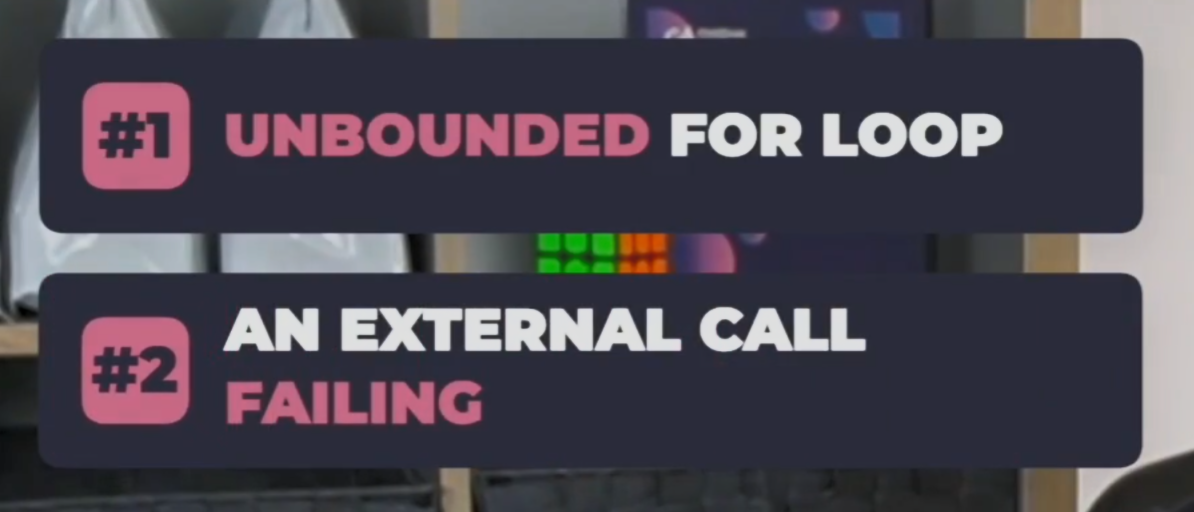 #1 UNBOUNDED FOR LOOP
#2 AN EXTERNAL CALL
FAILING